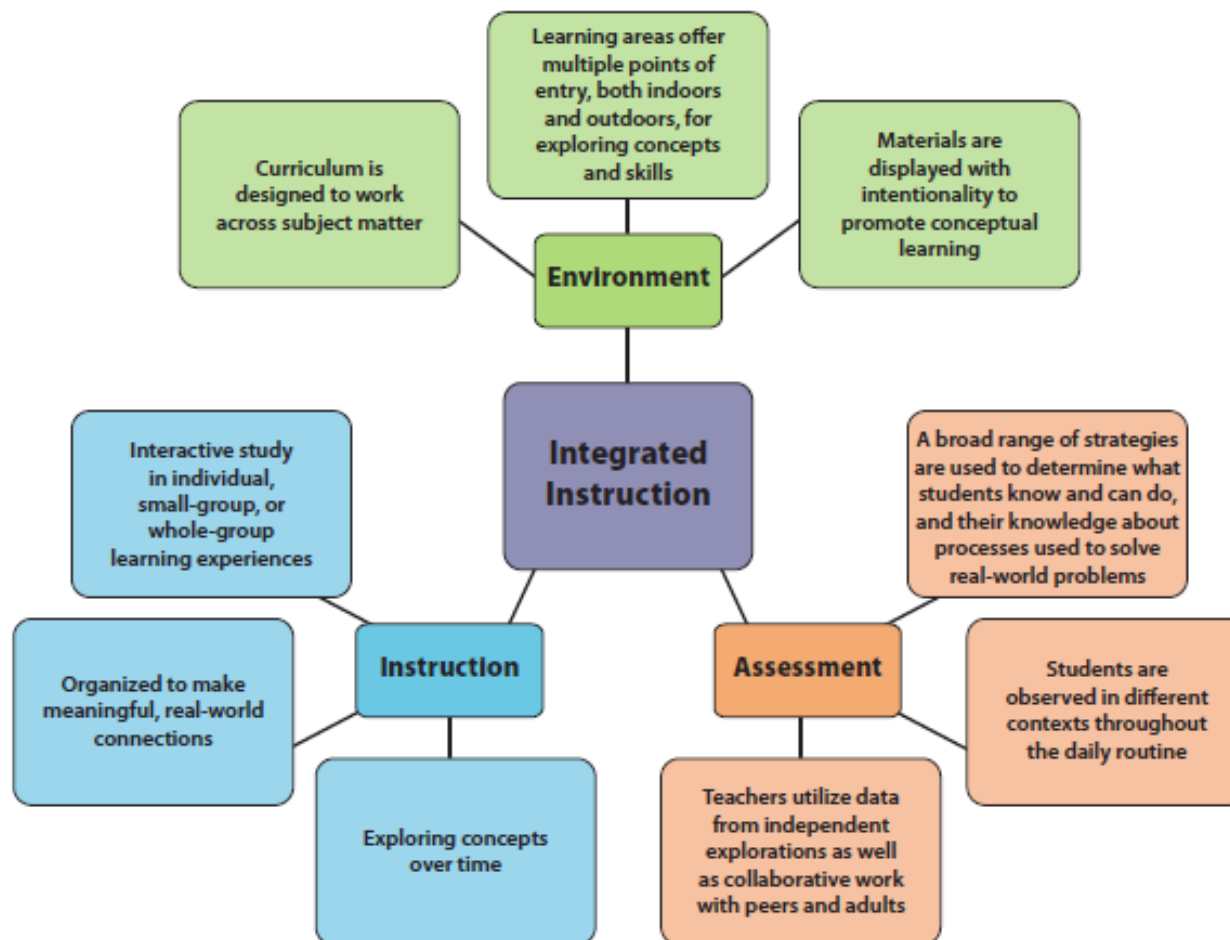 Learning areas offer
multiple points of
entry, both indoors
and outdoors, for
exploring concepts
and skills
Curriculum is
designed to work
across subject matter
Materials are
displayed with
intentionality to
promote conceptual
learning
Environment
Integrated
Instruction
Interactive study
in individual,
small-group, or
whole-group
learning experiences
Instruction
Organized to make
meaningful, real-world
connections
Exploring concepts
over time
A broad range of strategies
are used to determine what
students know and can do,
and their knowledge about
processes used to solve
real-world problems
Assessment
Students are
observed in different
contexts throughout
the daily routine
Teachers utilize data
from independent
explorations as well
as collaborative work
with peers and adults